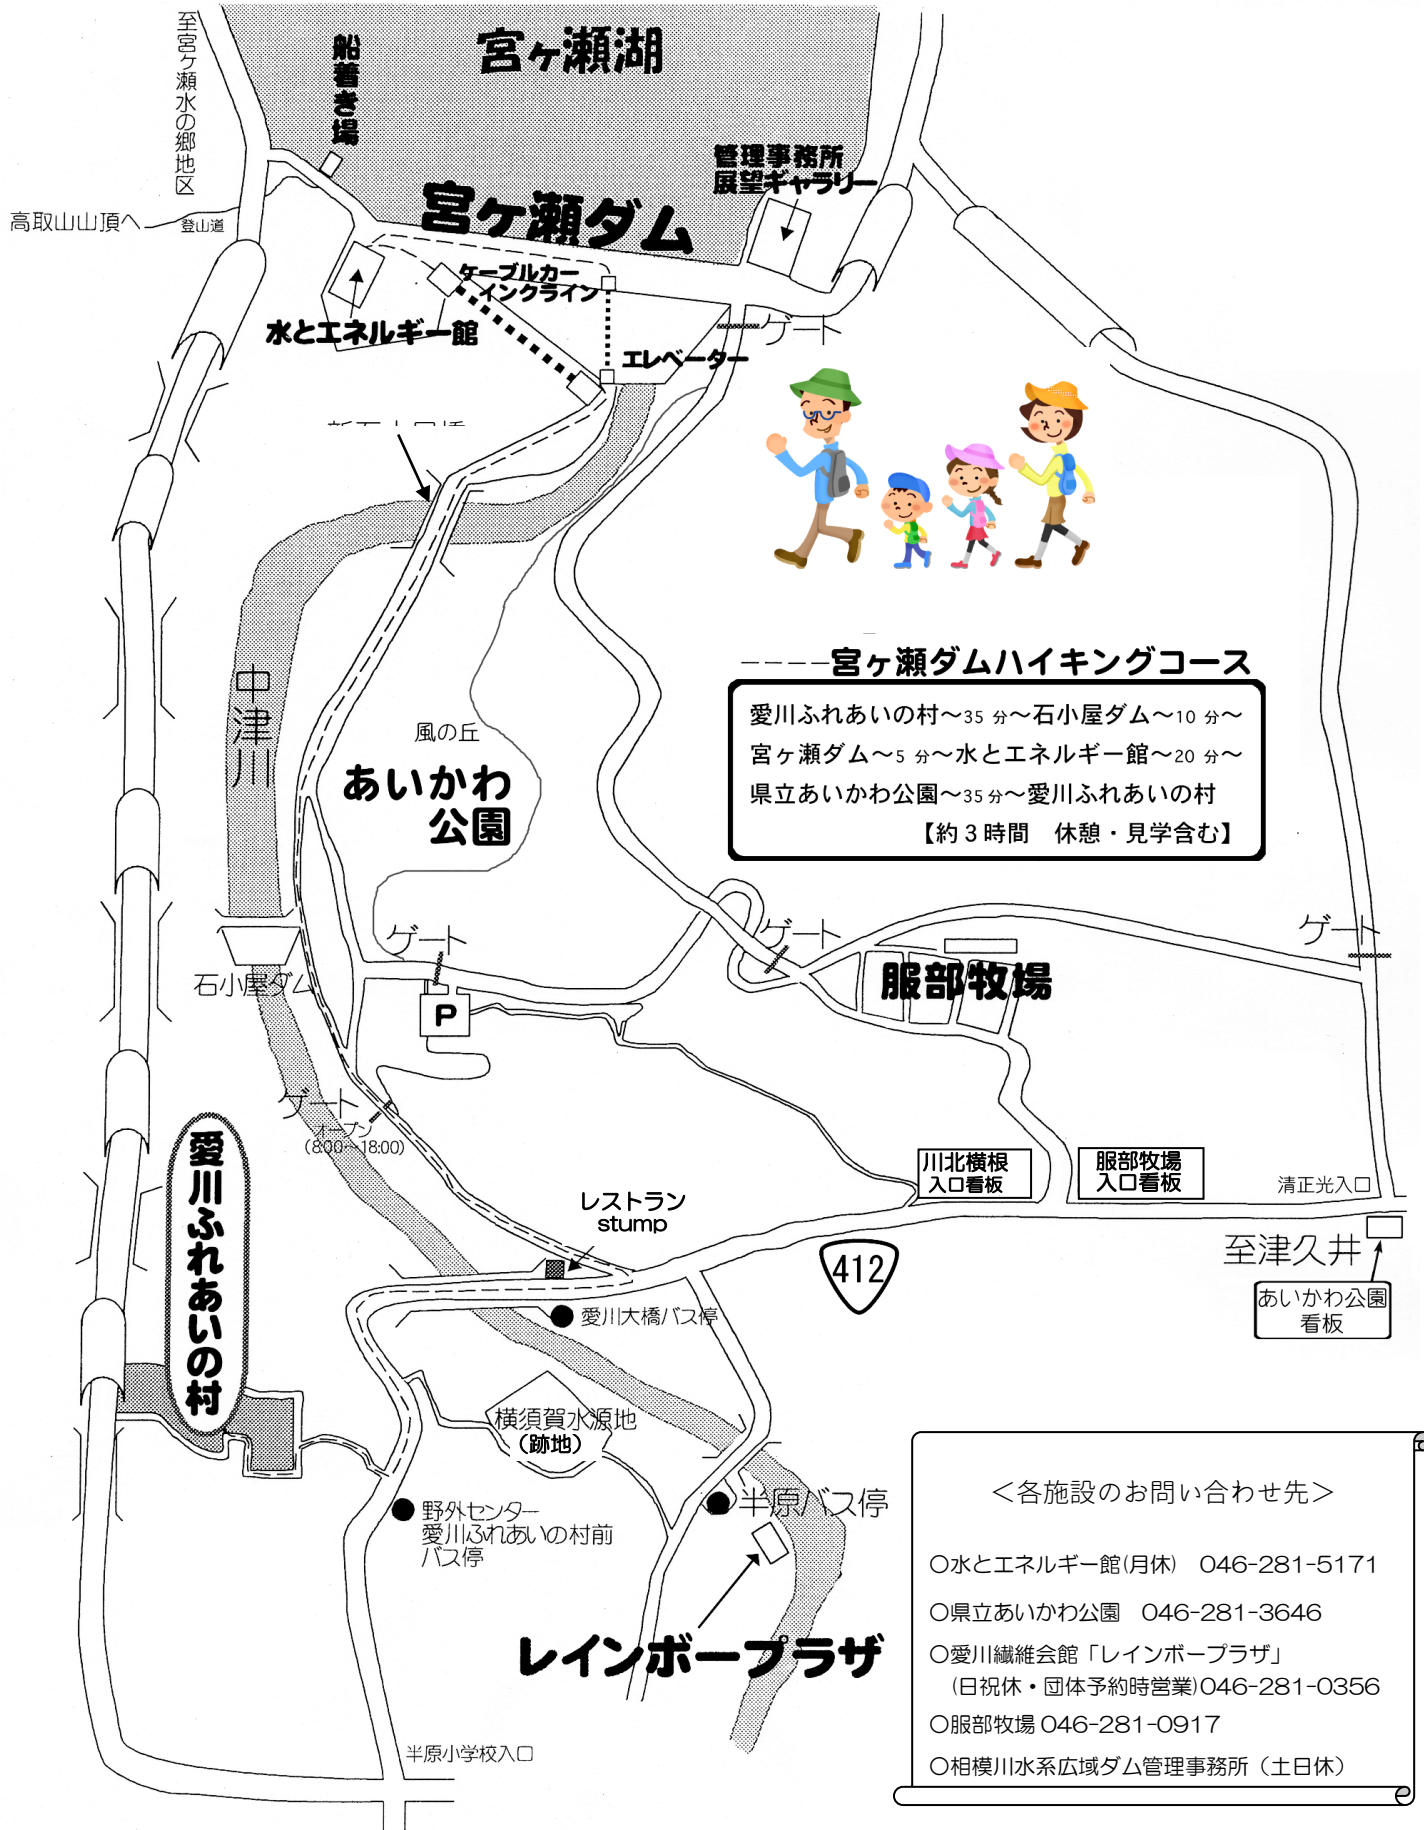 至宮ヶ瀬水の郷地区
船着き場
宮ヶ瀬湖
管理事務所
展望ギャラリー
宮ヶ瀬ダム
高取山山頂へ
登山道
ケーブルカー
インクライン
水とエネルギー館
ゲート
エレベーター
中津川
風の丘
あいかわ
公園
----宮ヶ瀬ダムハイキングコース
愛川ふれあいの村～35 分～石小屋ダム～10 分～
宮ヶ瀬ダム～5 分～水とエネルギー館～20 分～
県立あいかわ公園～35 分～愛川ふれあいの村
【約３時間　休憩・見学含む】
ゲート
ゲート
ゲート
石小屋ダム
P
服部牧場
ゲート
オープン
(8:00～18:00)
愛川ふれあいの村
川北横根
入口看板
服部牧場
入口看板
清正光入口
レストラン
stump
412
至津久井
あいかわ公園
看板
愛川大橋バス停
横須賀水源地
（跡地）
野外センター
愛川ふれあいの村前
バス停
半原バス停
レインボープラザ
半原小学校入口
＜各施設のお問い合わせ先＞
○水とエネルギー館(月休)　046-281-5171
○県立あいかわ公園　046-281-3646
○愛川繊維会館「レインボープラザ」
(日祝休・団体予約時営業)046-281-0356
○服部牧場 046-281-0917
○相模川水系広域ダム管理事務所（土日休）